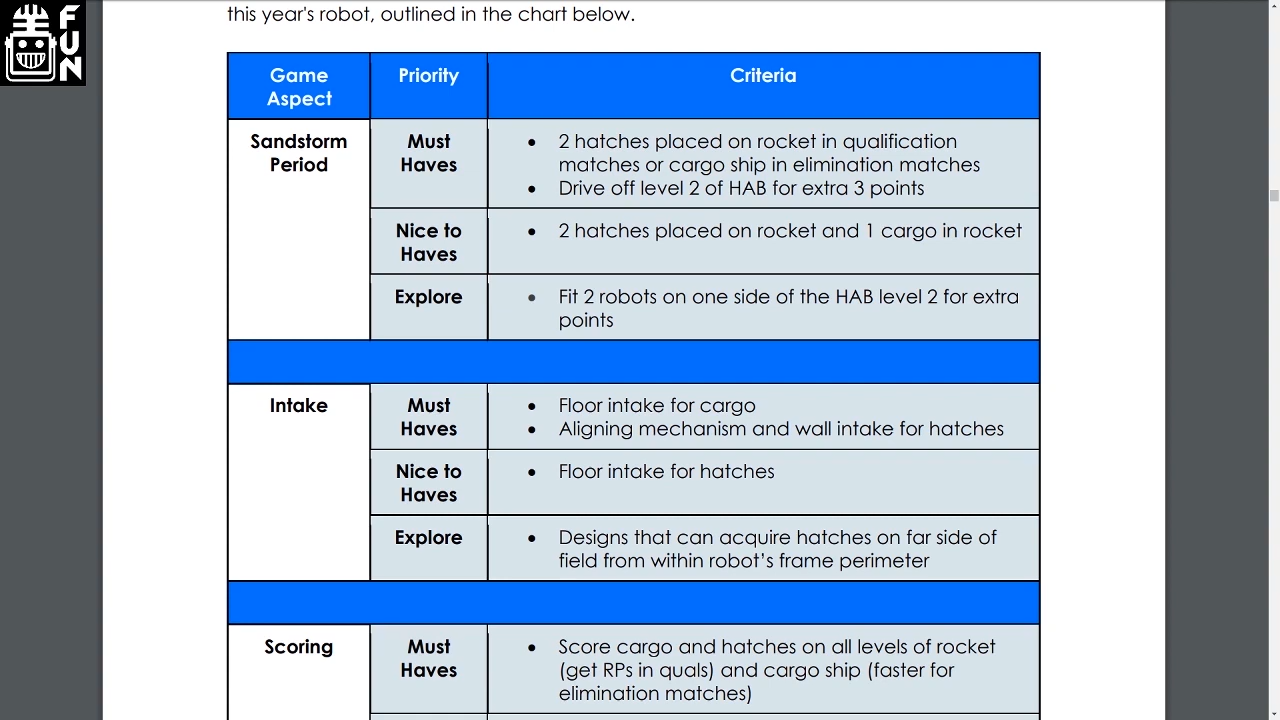 FUN
this year's robot, outlined in the chart below.
Game
Aspect
Priority
Criteria
Sandstorm
Period
Must
Haves
• 2 hatches placed on rocket in qualification
matches or cargo ship in elimination matches
• Drive off level 2 of HAB for extra 3 points
Nice to
Haves
• 2 hatches placed on rocket and 1 cargo in rocket
Explore
• Fit 2 robots on one side of the HAB level 2 for extra
points
Intake
Must
Haves
• Floor intake for cargo
• Aligning mechanism and wall intake for hatches
Nice to
Haves
• Floor intake for hatches
Explore
• Designs that can acquire hatches on far side of
field from within robot’s frame perimeter
Scoring
Must
Haves
• Score cargo and hatches on all levels of rocket
(get RPs in quals) and cargo ship (faster for
elimination matches)